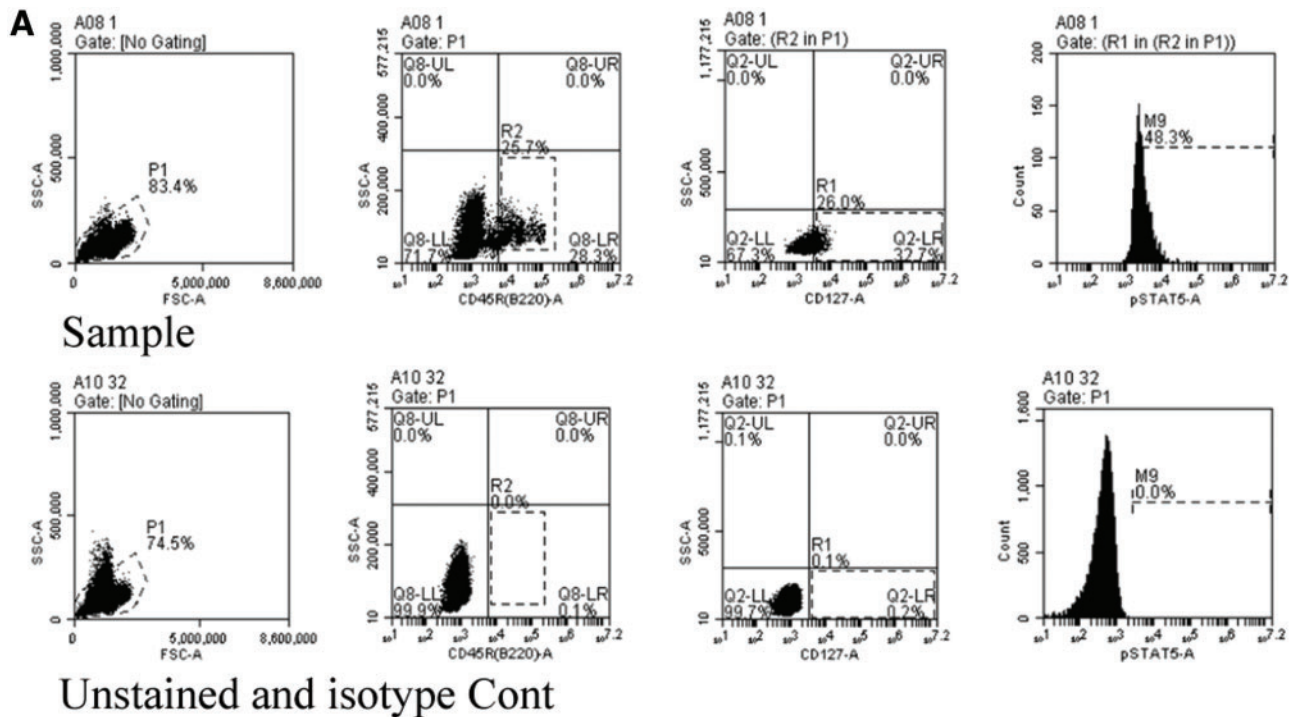 A
A08 1
Gate: [No Gating]
1,000,000
500,000
0
SSC-A
P1
83.4%
0
5,000,000
8,600,000
FSC-A
A08 1
Gate: P1
577,215
400,000
200,000
10
SSC-A
Q8-UL
0.0%
Q8-UR
0.0%
R2
25.7%
Q8-LL
71.7%
Q8-LR
28.3%
CD45R(B220)-A
A08 1
Gate: (R2 in P1)
1,177,215
500,000
10
SSC-A
Q2-UL
0.0%
Q2-UR
0.0%
R1
26.0%
Q2-LL
67.3%
Q2-LR
32.7%
CD127-A
A08 1
Gate: (R1 in (R2 in P1))
200
150
100
50
0
Count
M9
48.3%
pSTAT5-A
Sample
A10 32
Gate: [No Gating]
1,000,000
500,000
0
SSC-A
P1
74.5%
0
5,000,000
8,600,000
FSC-A
A10 32
Gate: P1
577,215
400,000
200,000
10
SSC-A
Q8-UL
0.0%
Q8-UR
0.0%
R2
0.0%
Q8-LL
99.9%
Q8-LR
0.1%
CD45R(B220)-A
A10 32
Gate: P1
1,177,215
500,000
10
SSC-A
Q2-UL
0.1%
Q2-UR
0.0%
R1
0.1%
Q2-LL
99.7%
Q2-LR
0.2%
CD127-A
A10 32
Gate: P1
1,600
1,000
500
0
Count
M9
0.0%
pSTAT5-A
Unstained and isotype Cont